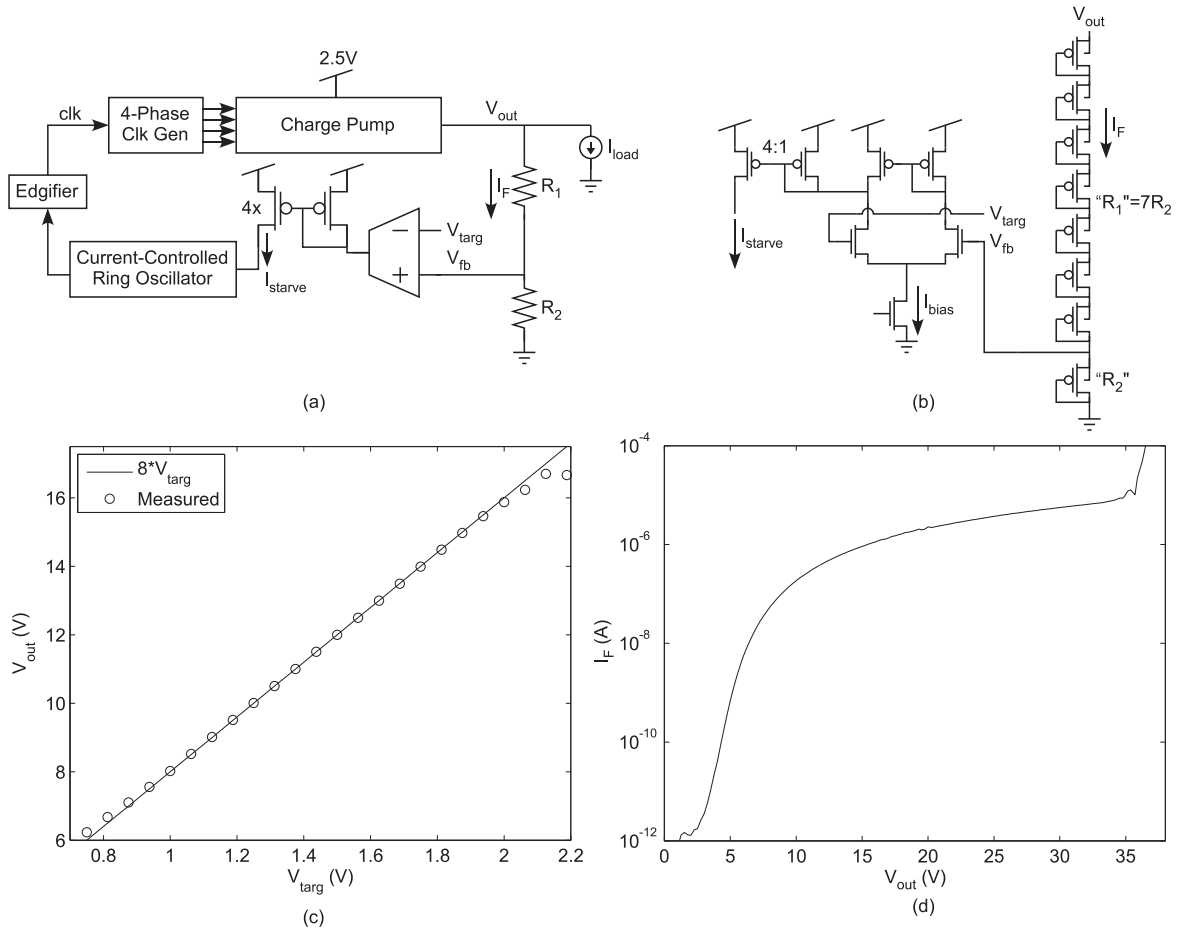 2.5V
clk
4-Phase
Clk Gen
Charge Pump
V_out
I_load
Edgifier
4x
I_F
R_1
V_targ
V_fb
Current-Controlled
Ring Oscillator
I_starve
R_2
(a)
V_out
4:1
I_F
"R_1"=7R_2
V_targ
V_fb
I_starve
I_bias
"R_2"
(b)
8*V_targ
Measured
16
14
12
10
8
6
V_out (V)
0.8 1 1.2 1.4 1.6 1.8 2 2.2
V_targ (V)
(c)
10^-4
10^-6
10^-8
10^-10
10^-12
I_F (A)
0 5 10 15 20 25 30 35
V_out (V)
(d)